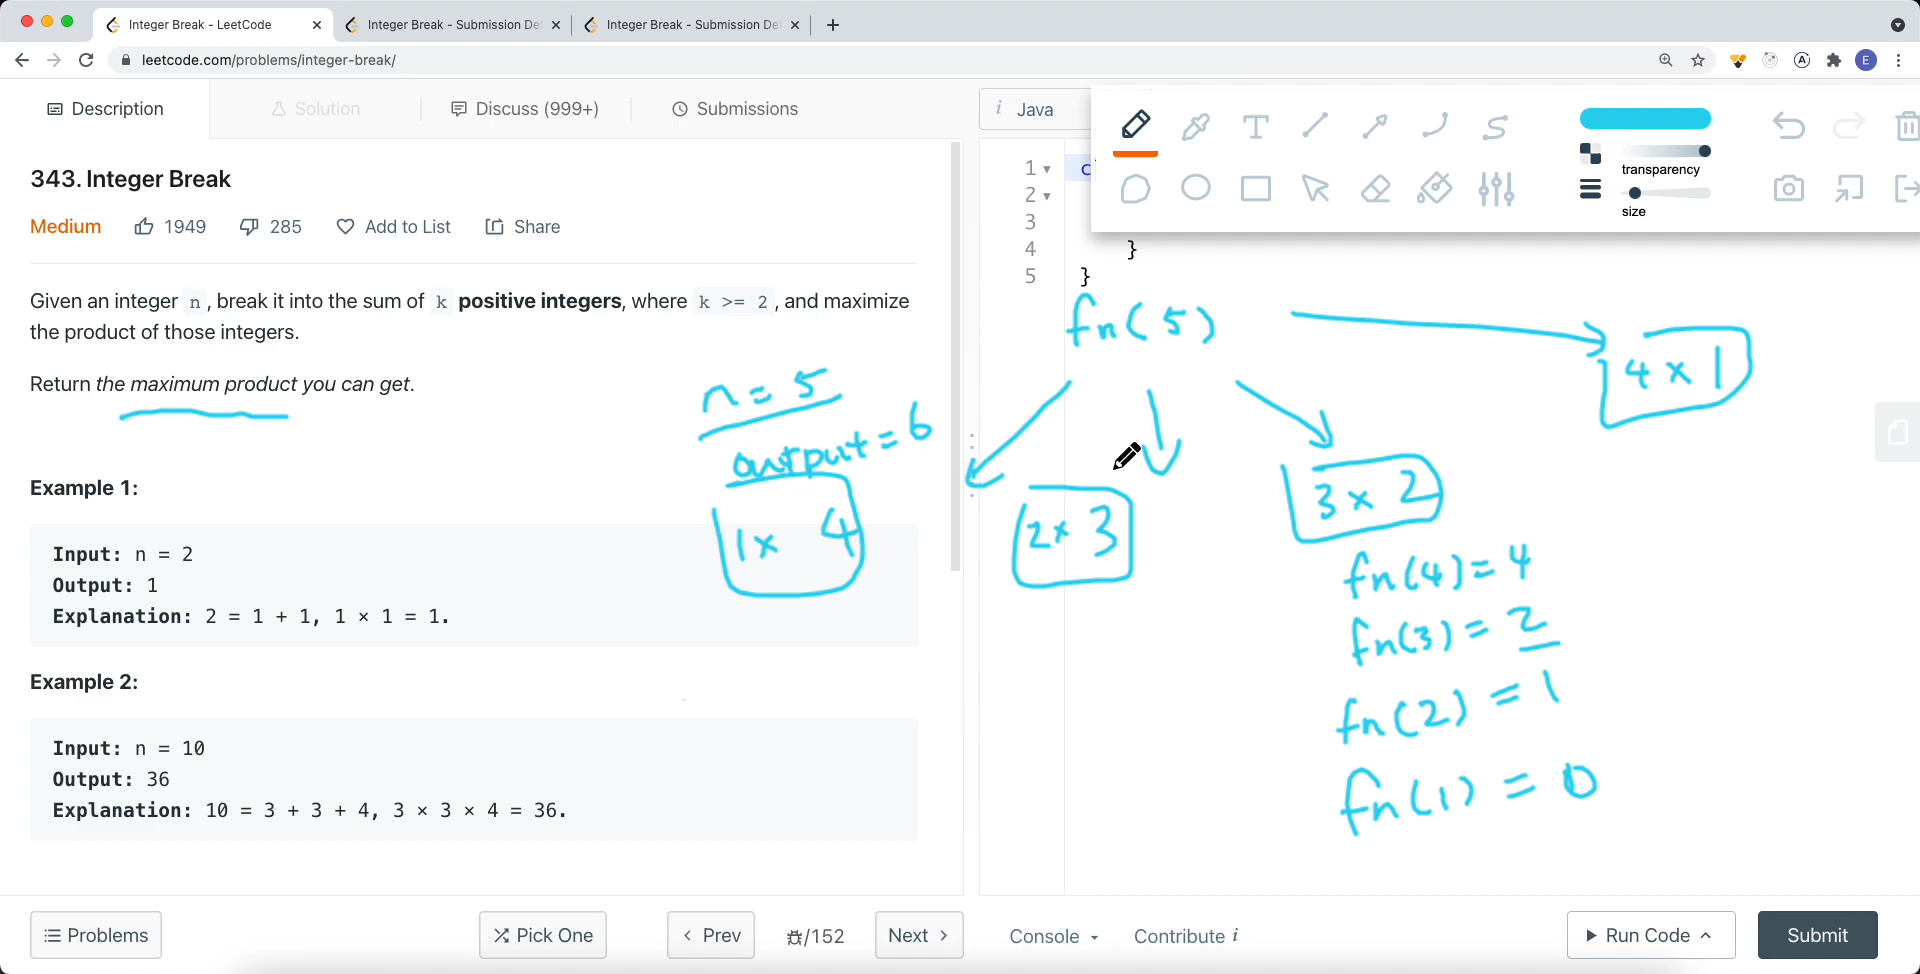 Integer Break - LeetCode
Integer Break - Submission De
Integer Break - Submission De
leetcode.com/problems/integer-break/
E
Description
Solution
Discuss (999+)
Submissions
i Java
T
transparency
size
343. Integer Break
Medium
1949
285
Add to List
Share
Given an integer n, break it into the sum of k positive integers, where k >= 2, and maximize
the product of those integers.
Return the maximum product you can get.
n = 5
output = 6
1 x 4
Example 1:
Input: n = 2
Output: 1
Explanation: 2 = 1 + 1, 1 × 1 = 1.
Example 2:
Input: n = 10
Output: 36
Explanation: 10 = 3 + 3 + 4, 3 × 3 × 4 = 36.
1 c
2
3
4 }
5 }
fn(5)
4 x 1
2 x 3
3 x 2
fn(4) = 4
fn(3) = 2
fn(2) = 1
fn(1) = 0
Problems
Pick One
Prev
/152
Next
Console
Contribute i
Run Code
Submit